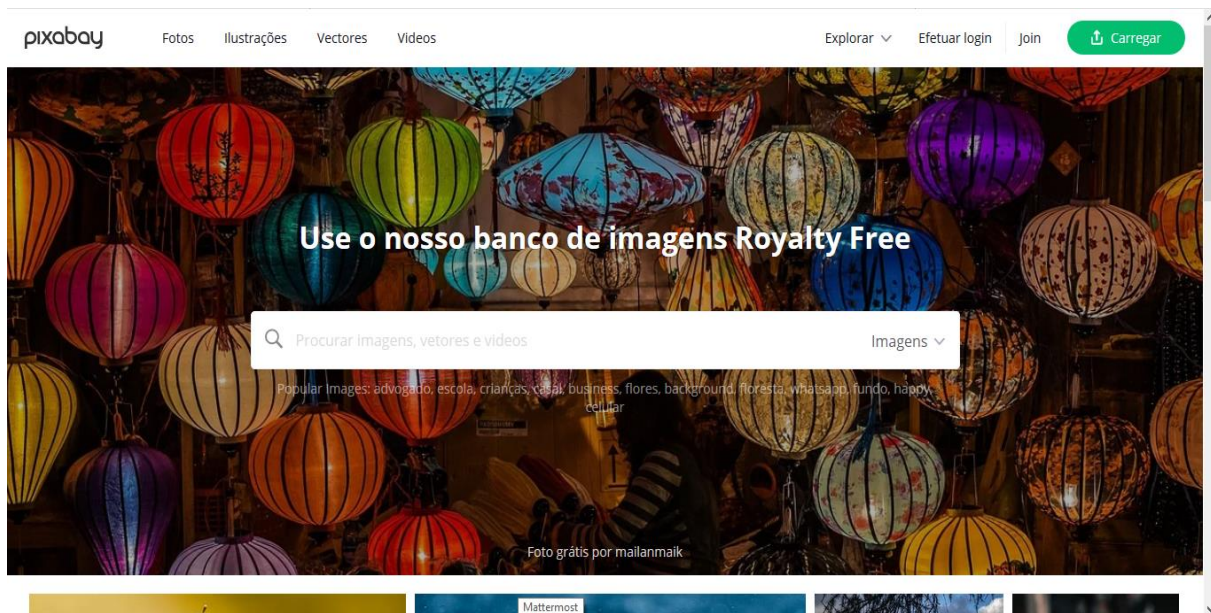 pixabay Fotos Ilustrações Vectores Videos Explorar Efetuar login Join Carregar
Use o nosso banco de imagens Royalty Free
Procurar imagens, vetores e videos Imagens
Popular Images: advogado, escola, crianças, casal, business, flores, background, floresta, whatsapp, fundo, happy,
celular
Foto grátis por mailanmaik
Mattermost